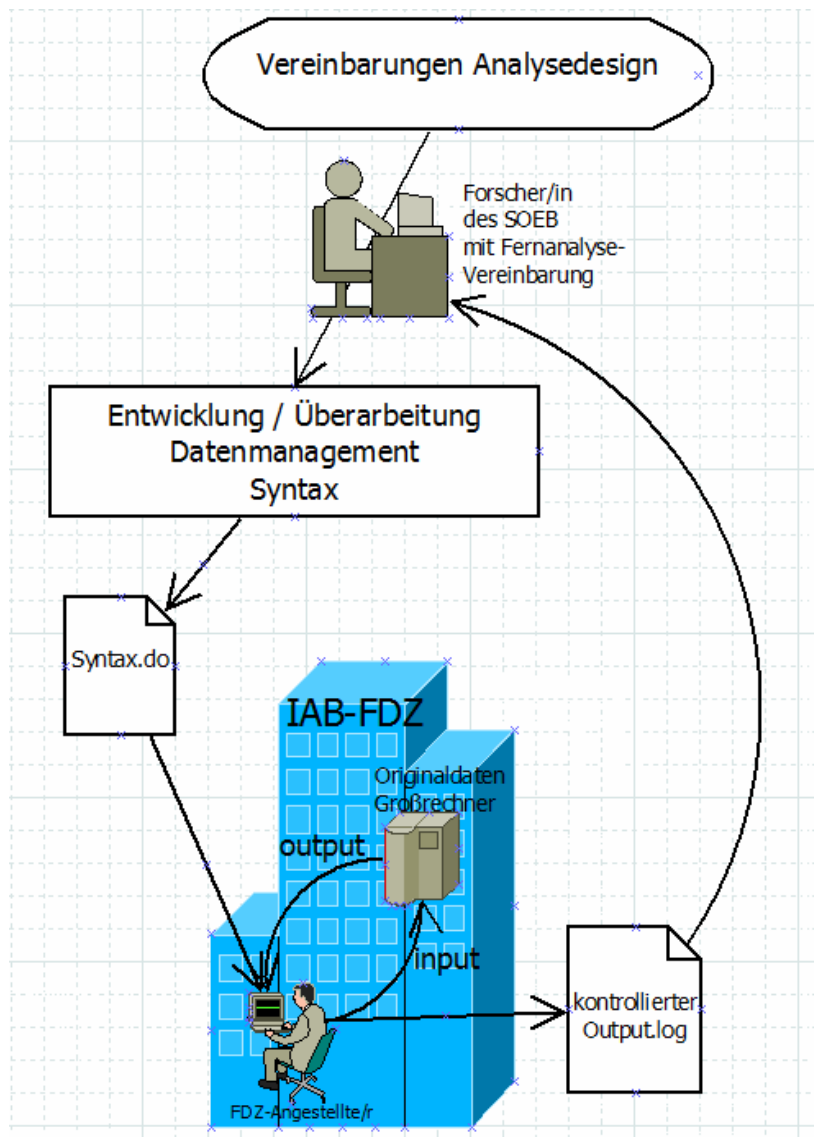 Vereinbarungen Analysedesign
Forscher/in
des SOEB
mit Fernanalyse-
Vereinbarung
Entwicklung / Überarbeitung
Datenmanagement
Syntax
Syntax.do
IAB-FDZ
Originaldaten
Großrechner
output
input
kontrollierter
Output.log
FDZ-Angestellte/r